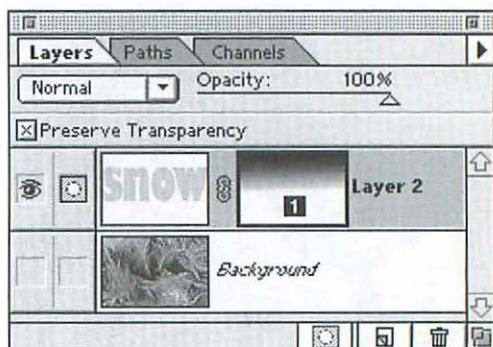 Layers Paths Channels
Normal Opacity: 100%
Preserve Transparency
snow 1 Layer 2
Background